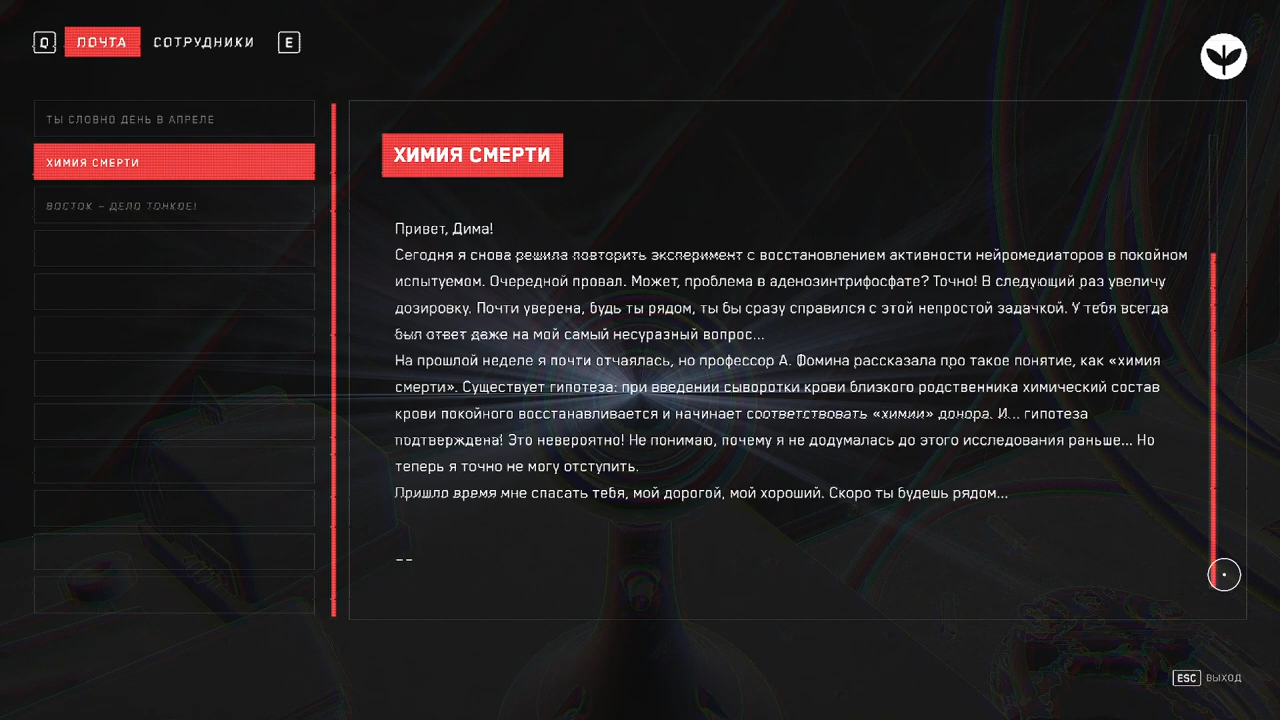 Q ПОЧТА СОТРУДНИКИ E
ТЫ СЛОВНО ДЕНЬ В АПРЕЛЕ
ХИМИЯ СМЕРТИ
ВОСТОК – ДЕЛО ТОНКОЕ!
ХИМИЯ СМЕРТИ
Привет, Дима!
Сегодня я снова решила повторить эксперимент с восстановлением активности нейромедиаторов в покойном
испытуемом. Очередной провал. Может, проблема в аденозинтрифосфате? Точно! В следующий раз увеличу
дозировку. Почти уверена, будь ты рядом, ты бы сразу справился с этой непростой задачкой. У тебя всегда
был ответ даже на мой самый несуразный вопрос...
На прошлой неделе я почти отчаялась, но профессор А. Фомина рассказала про такое понятие, как «химия
смерти». Существует гипотеза: при введении сыворотки крови близкого родственника химический состав
крови покойного восстанавливается и начинает соответствовать «химии» донора. И... гипотеза
подтверждена! Это невероятно! Не понимаю, почему я не додумалась до этого исследования раньше... Но
теперь я точно не могу отступить.
Пришло время мне спасать тебя, мой дорогой, мой хороший. Скоро ты будешь рядом...
--
ESC ВЫХОД